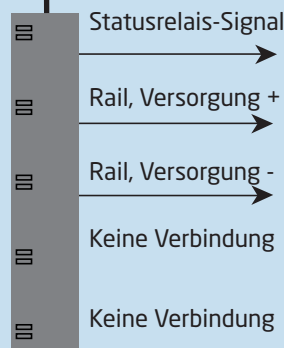 Statusrelais-Signal
Rail, Versorgung +
Rail, Versorgung -
Keine Verbindung
Keine Verbindung